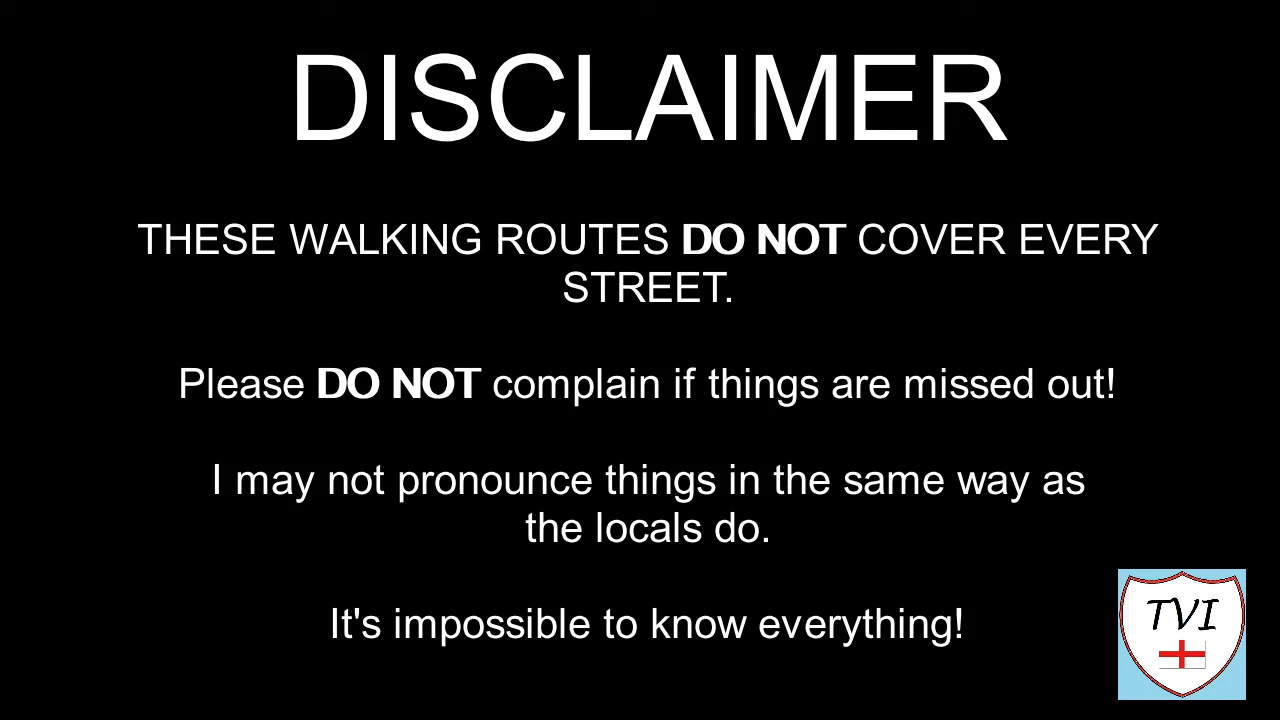 DISCLAIMER
THESE WALKING ROUTES DO NOT COVER EVERY
STREET.
Please DO NOT complain if things are missed out!
I may not pronounce things in the same way as
the locals do.
It's impossible to know everything!
TVI